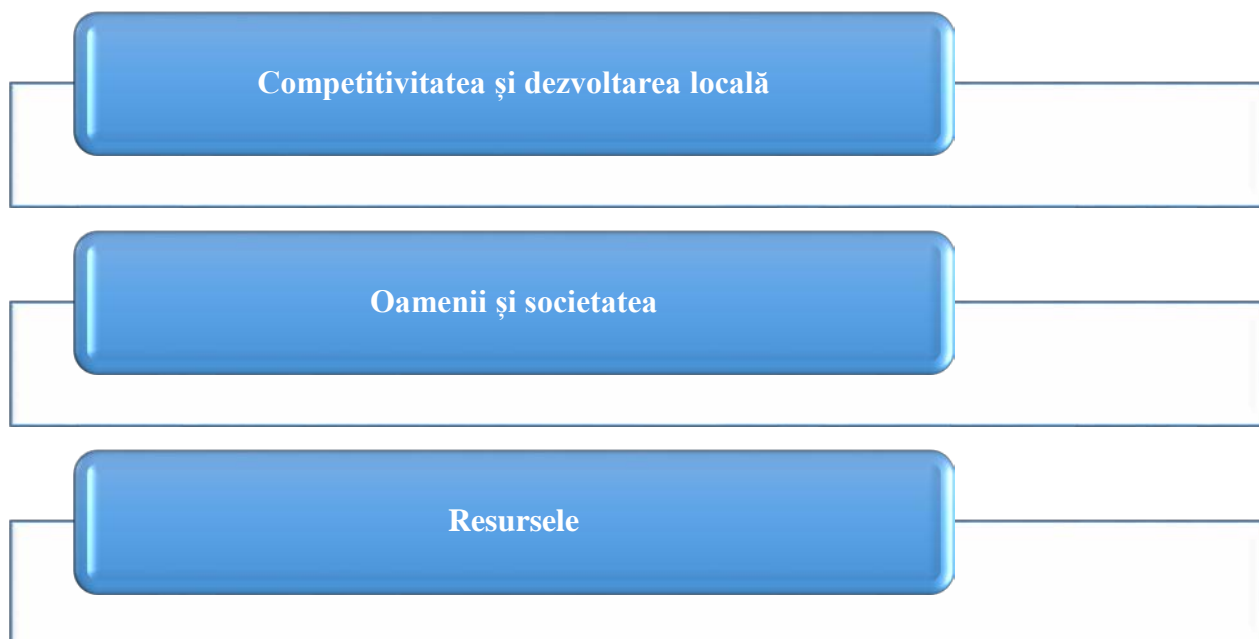 Competitivitatea și dezvoltarea locală
Oamenii și societatea
Resursele